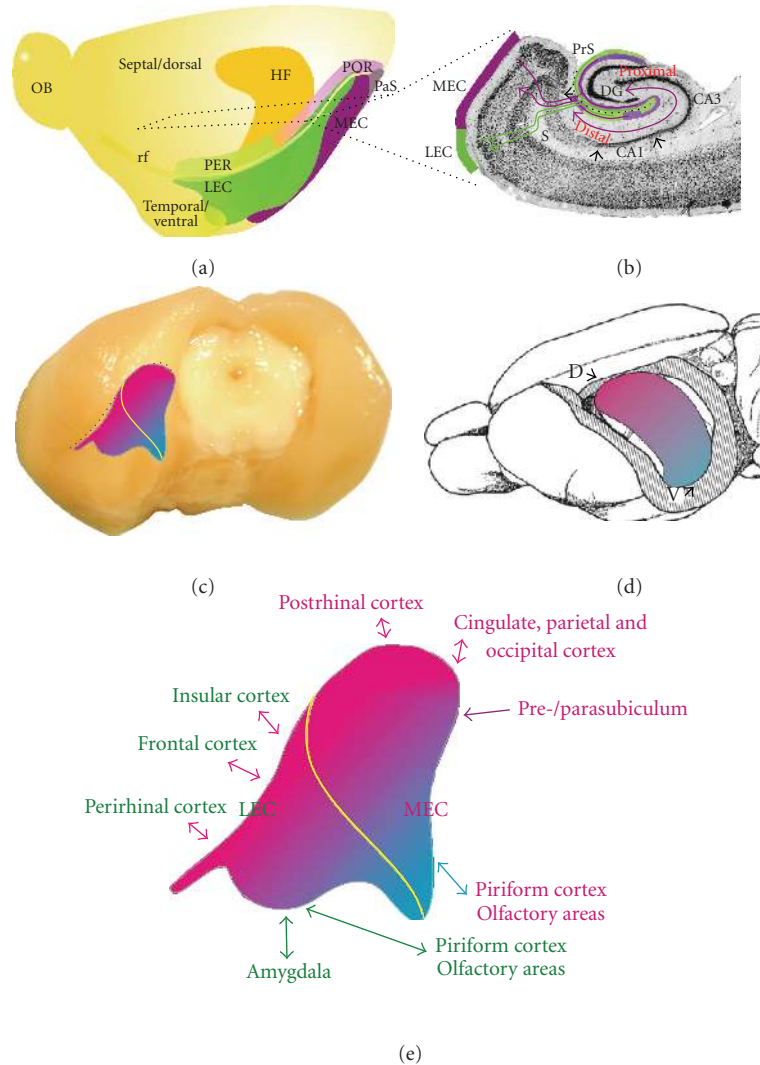 OB
Septal/dorsal
HF
POR
PaS
MEC
rf
PER
LEC
Temporal/
ventral
(a)
PrS
MEC
Proximal
DG
CA3
S
Distal
CA1
LEC
(b)
(c)
D
V
(d)
Postrhinal cortex
Cingulate, parietal and
occipital cortex
Insular cortex
Pre-/parasubiculum
Frontal cortex
Perirhinal cortex
LEC
MEC
Piriform cortex
Olfactory areas
Piriform cortex
Olfactory areas
Amygdala
(e)